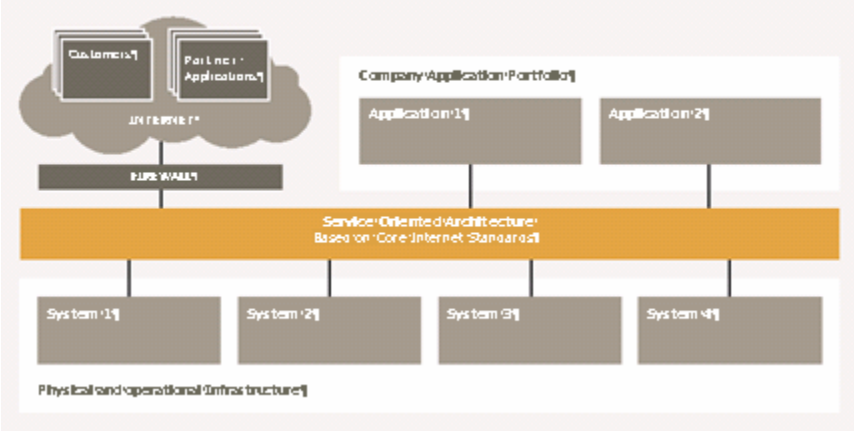 Customers¶
Partner
Applications¶
INTERNET
FIREWALL¶
Company Application Portfolio¶
Application 1¶
Application 2¶
Service Oriented Architecture
Based on Core Internet Standards¶
System 1¶
System 2¶
System 3¶
System 4¶
Physical and operational Infrastructure¶